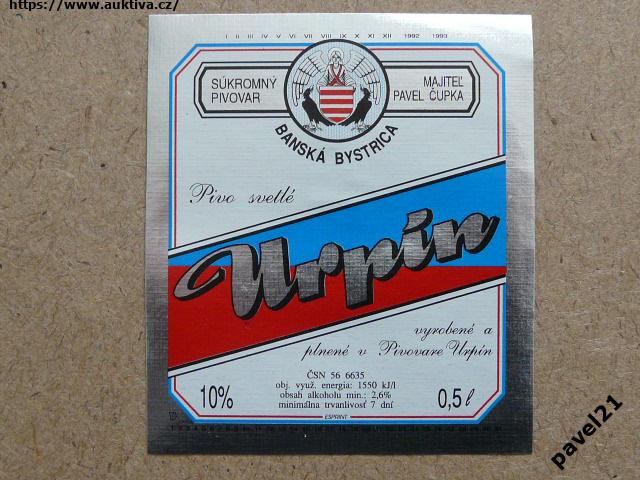 https://www.auktiva.cz/
I II III IV V VI VII VIII IX X XI XII 1992 1993
SÚKROMNÝ
PIVOVAR
MAJITEĽ
PAVEL ČUPKA
BANSKÁ BYSTRICA
Pivo svetlé
Urpín
vyrobené a
plnené v Pivovare Urpín
ČSN 56 6635
obj. využ. energia: 1550 kJ/l
obsah alkoholu min.: 2,6%
minimálna trvanlivosť 7 dní
10%
0,5 l
ESPRINT
pavel21